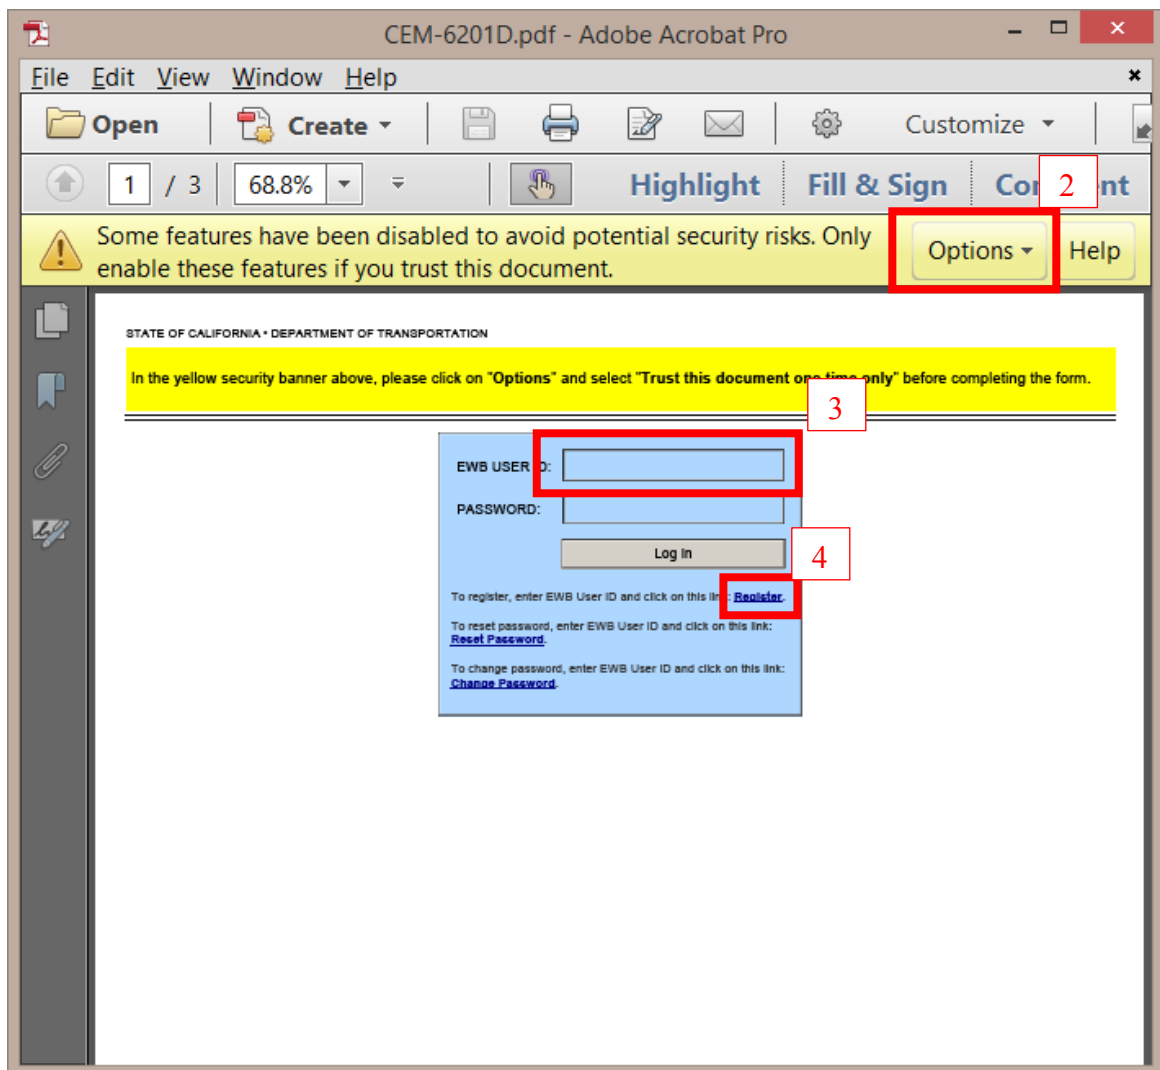 CEM-6201D.pdf - Adobe Acrobat Pro
File Edit View Window Help
Open Create Customize
1 / 3 68.8% Highlight Fill & Sign
2
Some features have been disabled to avoid potential security risks. Only
enable these features if you trust this document.
Options Help
STATE OF CALIFORNIA • DEPARTMENT OF TRANSPORTATION
In the yellow security banner above, please click on "Options" and select "Trust this document one time only" before completing the form.
3
EWB USER ID:
PASSWORD:
Log In
4
To register, enter EWB User ID and click on this link: Register.
To reset password, enter EWB User ID and click on this link:
Reset Password.
To change password, enter EWB User ID and click on this link:
Change Password.